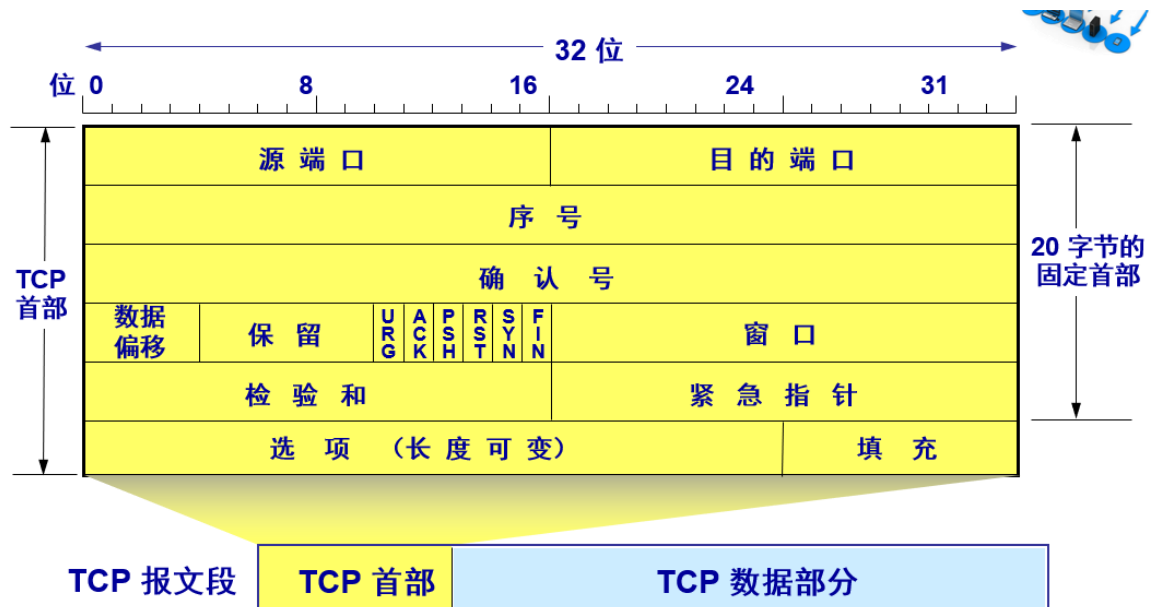 32 位
位 0 8 16 24 31
源 端 口 目 的 端 口
序 号
确 认 号
TCP
首部
20 字节的
固定首部
数据
偏移
保 留
URG
ACK
PSH
RST
SYN
FIN
窗 口
检 验 和 紧 急 指 针
选 项 （长 度 可 变） 填 充
TCP 报文段 TCP 首部 TCP 数据部分